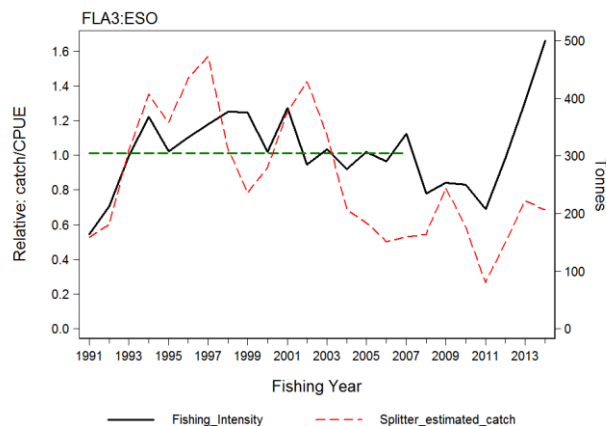 FLA3:ESO
1.6
1.4
1.2
1.0
0.8
0.6
0.4
0.2
0.0
Relative: catch/CPUE
500
400
300
200
100
0
Tonnes
1991 1993 1995 1997 1999 2001 2003 2005 2007 2009 2011 2013
Fishing Year
Fishing_Intensity Splitter_estimated_catch